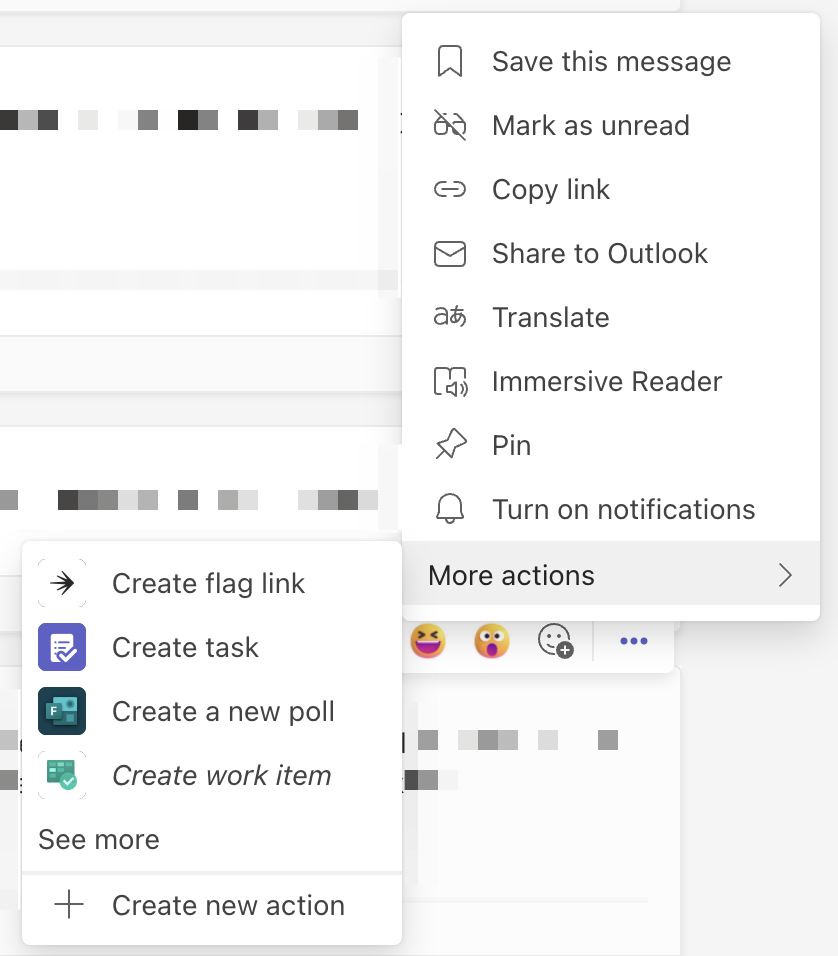 Save this message
Mark as unread
Copy link
Share to Outlook
Translate
Immersive Reader
Pin
Turn on notifications
More actions
Create flag link
Create task
Create a new poll
Create work item
See more
Create new action